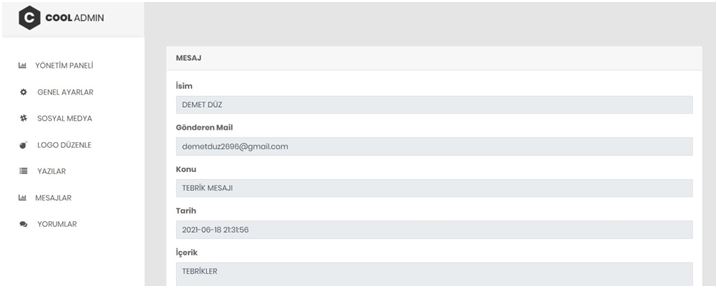 COOL ADMIN
YÖNETİM PANELİ
GENEL AYARLAR
SOSYAL MEDYA
LOGO DÜZENLE
YAZILAR
MESAJLAR
YORUMLAR
MESAJ
İsim
DEMET DÜZ
Gönderen Mail
demetduz2696@gmail.com
Konu
TEBRİK MESAJI
Tarih
2021-06-18 21:31:56
İçerik
TEBRİKLER